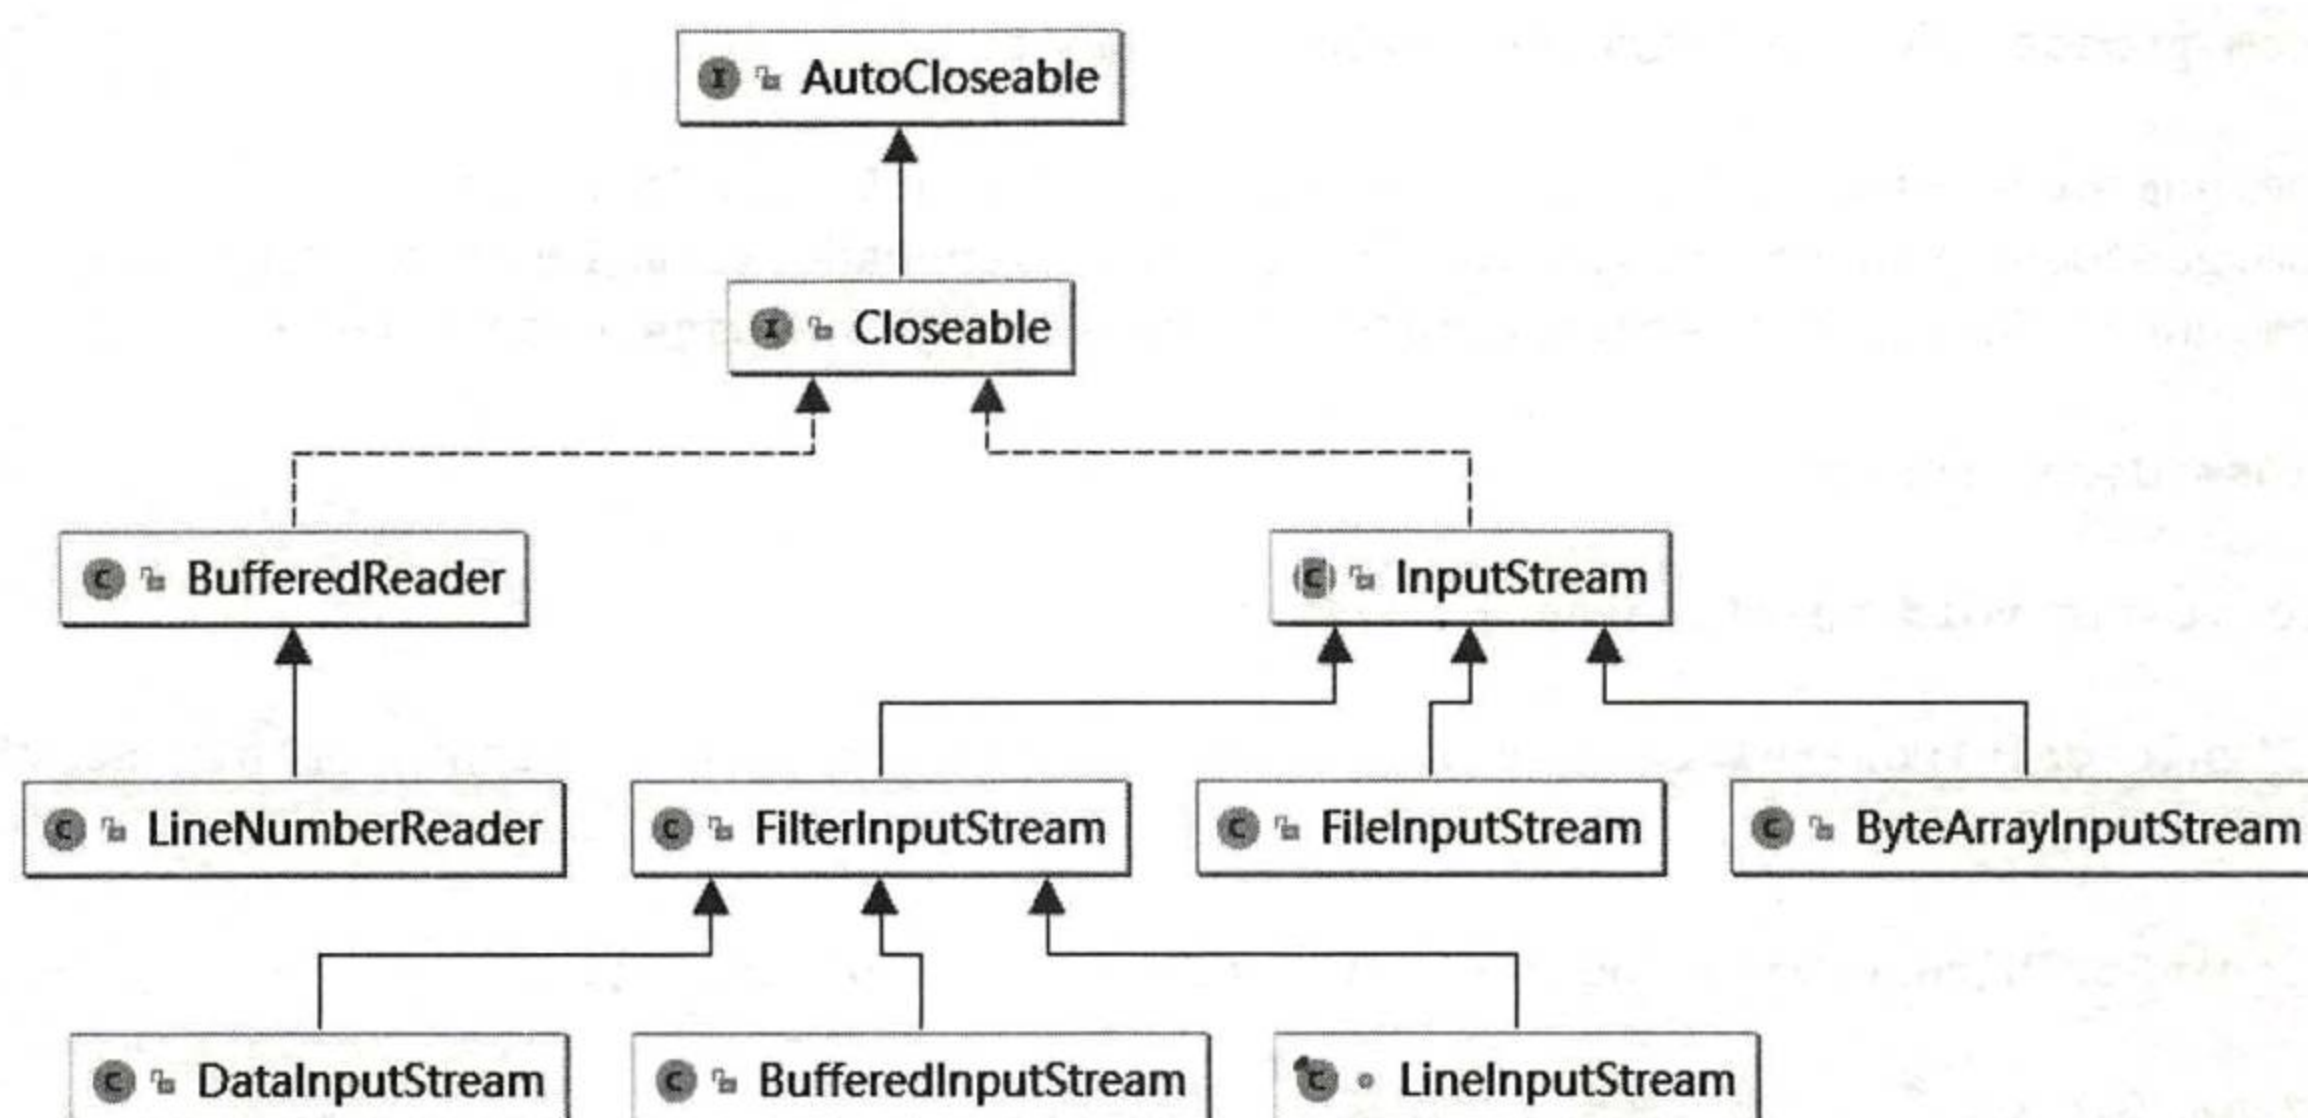 I AutoCloseable
I Closeable
C BufferedReader
C InputStream
C LineNumberReader
C FilterInputStream
C FileInputStream
C ByteArrayInputStream
C DataInputStream
C BufferedInputStream
C LineInputStream